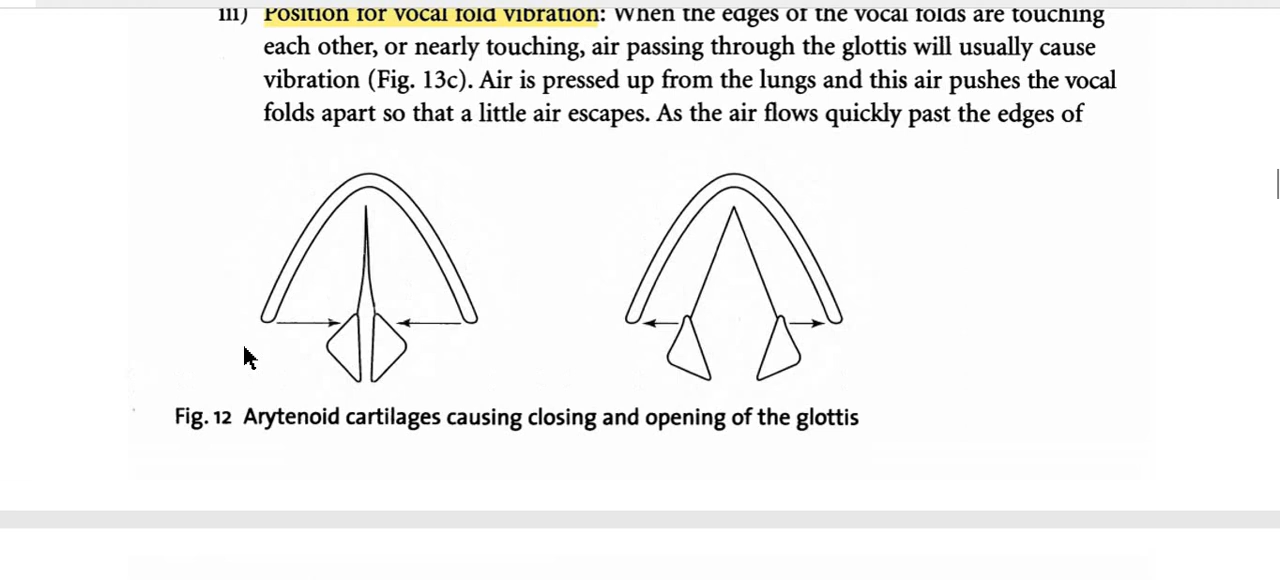 iii) Position for vocal fold vibration: When the edges of the vocal folds are touching
each other, or nearly touching, air passing through the glottis will usually cause
vibration (Fig. 13c). Air is pressed up from the lungs and this air pushes the vocal
folds apart so that a little air escapes. As the air flows quickly past the edges of
Fig. 12 Arytenoid cartilages causing closing and opening of the glottis